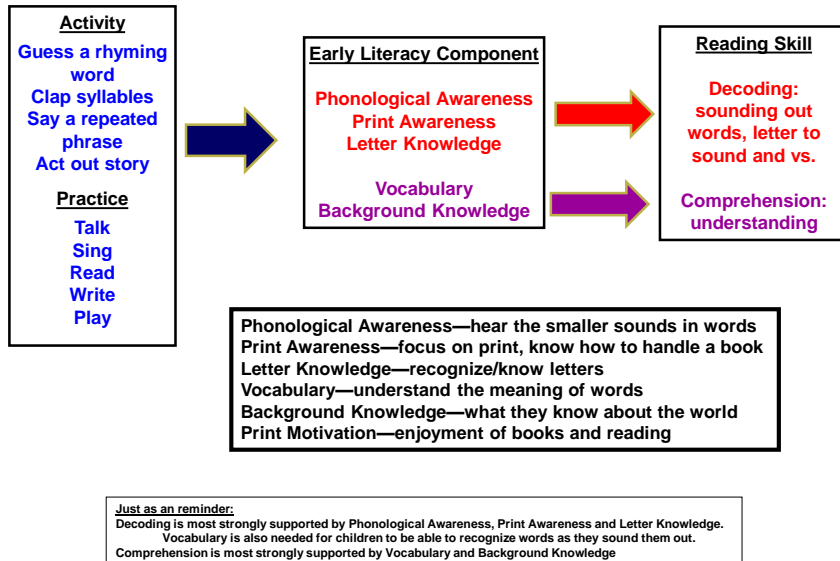 Activity
Guess a rhyming
word
Clap syllables
Say a repeated
phrase
Act out story
Practice
Talk
Sing
Read
Write
Play
Early Literacy Component
Phonological Awareness
Print Awareness
Letter Knowledge
Vocabulary
Background Knowledge
Reading Skill
Decoding:
sounding out
words, letter to
sound and vs.
Comprehension:
understanding
Phonological Awareness—hear the smaller sounds in words
Print Awareness—focus on print, know how to handle a book
Letter Knowledge—recognize/know letters
Vocabulary—understand the meaning of words
Background Knowledge—what they know about the world
Print Motivation—enjoyment of books and reading
Just as an reminder:
Decoding is most strongly supported by Phonological Awareness, Print Awareness and Letter Knowledge.
Vocabulary is also needed for children to be able to recognize words as they sound them out.
Comprehension is most strongly supported by Vocabulary and Background Knowledge